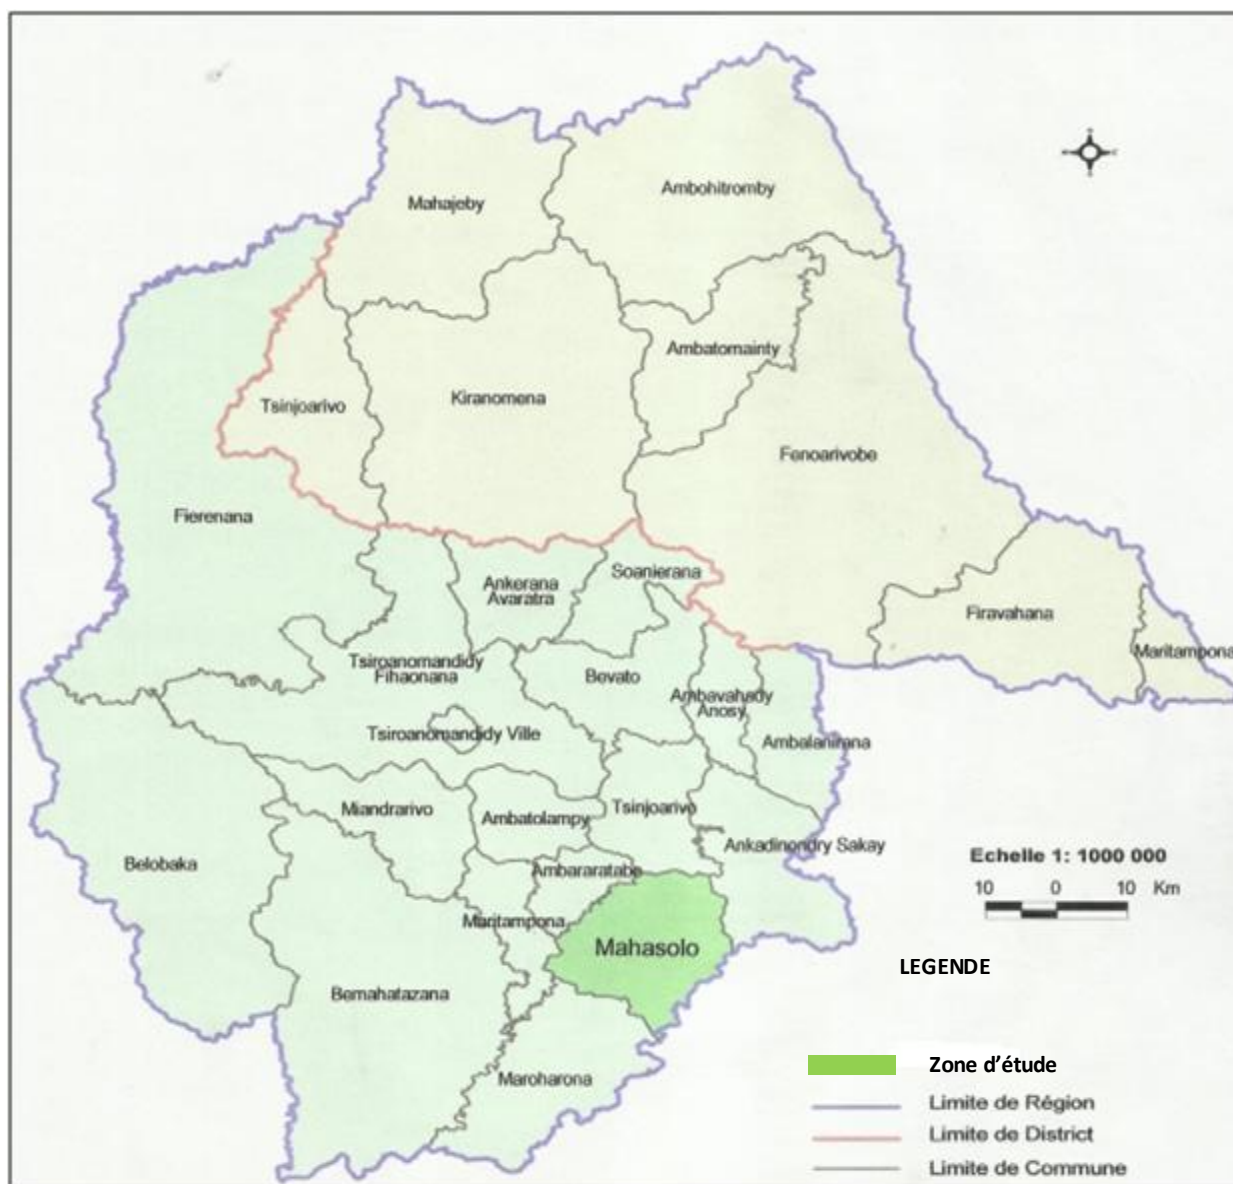 Ambohitromby
Mahajeby
Ambatomainty
Kiranomena
Tsinjoarivo
Fenoarivobe
Fierenana
Soanierana
Ankerana
Avaratra
Firavahana
Maritampona
Tsiroanomandidy
Fihaonana
Bevato
Ambavahady
Anosy
Tsiroanomandidy Ville
Ambalanirana
Miandrarivo
Ambatolampy
Tsinjoarivo
Ankadinondry Sakay
Belobaka
Ambararatabe
Maritampona
Mahasolo
Bemahatazana
Maroharona
Echelle 1: 1000 000
10 0 10 Km
LEGENDE
Zone d'étude
Limite de Région
Limite de District
Limite de Commune